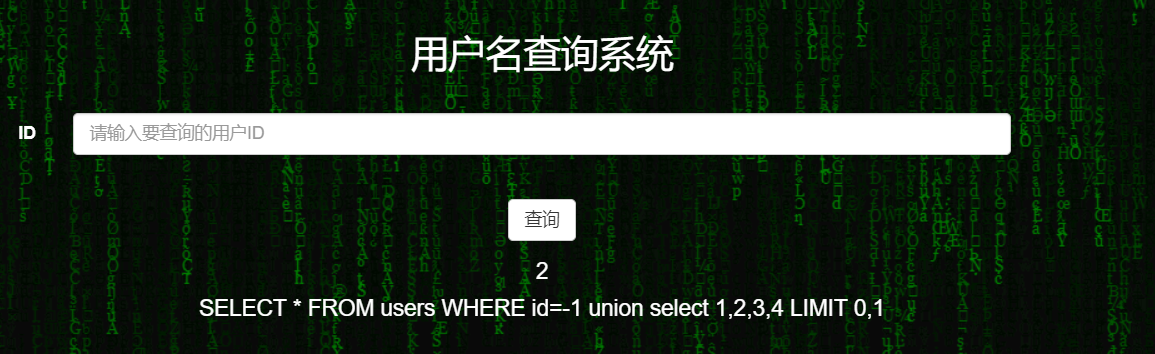 用户名查询系统
ID 请输入要查询的用户ID
查询
2
SELECT * FROM users WHERE id=-1 union select 1,2,3,4 LIMIT 0,1